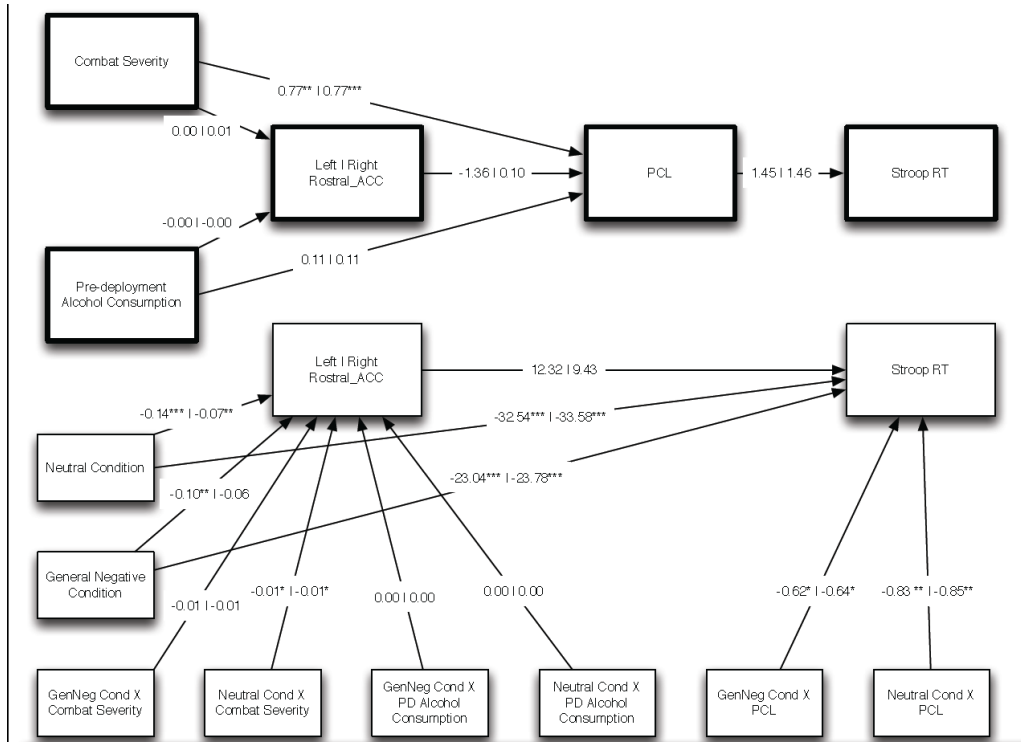 Combat Severity
0.77** | 0.77***
0.00 | 0.01
Left | Right
Rostral_ACC
-1.36 | 0.10
PCL
1.45 | 1.46
Stroop RT
-0.00 | -0.00
0.11 | 0.11
Pre-deployment
Alcohol Consumption
Left | Right
Rostral_ACC
12.32 | 9.43
Stroop RT
-0.14*** | -0.07**
-32.54*** | -33.58***
Neutral Condition
-0.10** | -0.06
-23.04*** | -23.78***
General Negative
Condition
-0.01 | -0.01
-0.01* | -0.01*
0.00 | 0.00
0.00 | 0.00
-0.62* | -0.64*
-0.83 ** | -0.85**
GenNeg Cond X
Combat Severity
Neutral Cond X
Combat Severity
GenNeg Cond X
PD Alcohol
Consumption
Neutral Cond X
PD Alcohol
Consumption
GenNeg Cond X
PCL
Neutral Cond X
PCL